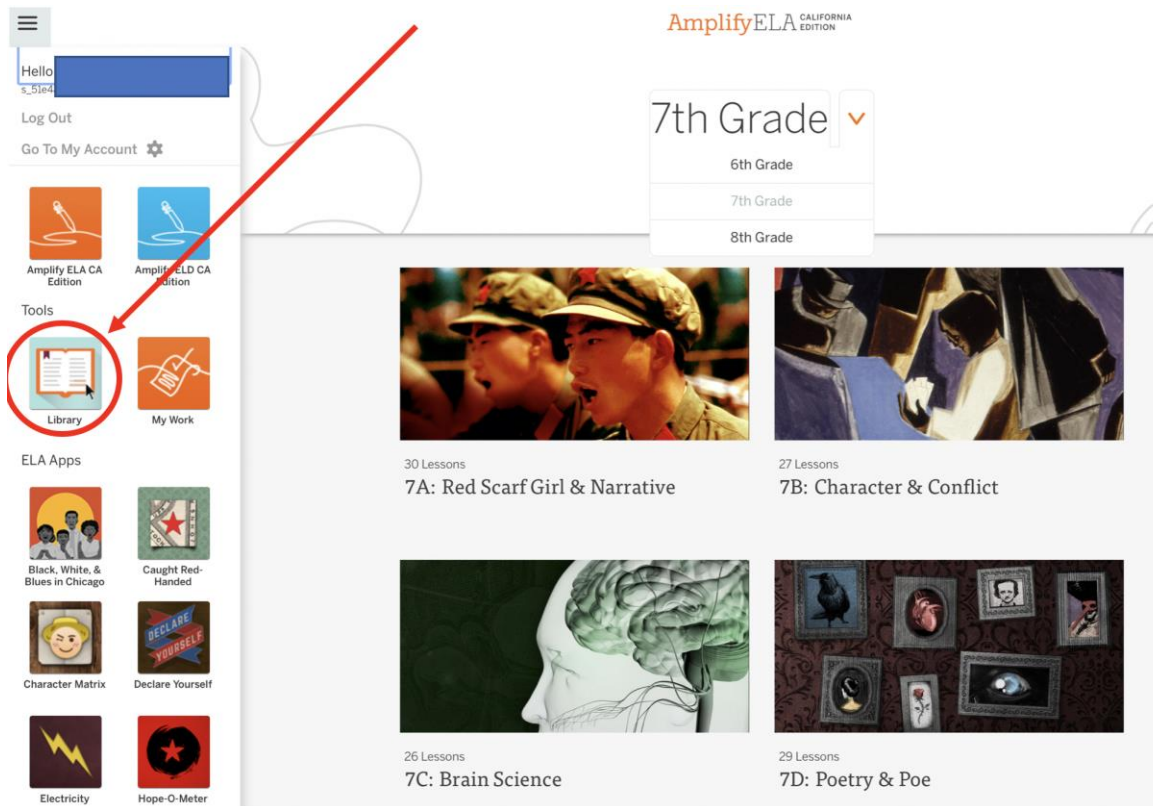 AmplifyELA CALIFORNIA EDITION
Hello
s_51e4
Log Out
Go To My Account
7th Grade
6th Grade
7th Grade
8th Grade
Amplify ELA CA
Edition
Amplify ELD CA
Edition
Tools
Library
My Work
ELA Apps
Black, White, &
Blues in Chicago
Caught Red-
Handed
DECLARE
YOURSELF
Character Matrix
Declare Yourself
Electricity
Hope-O-Meter
30 Lessons
7A: Red Scarf Girl & Narrative
27 Lessons
7B: Character & Conflict
26 Lessons
7C: Brain Science
29 Lessons
7D: Poetry & Poe